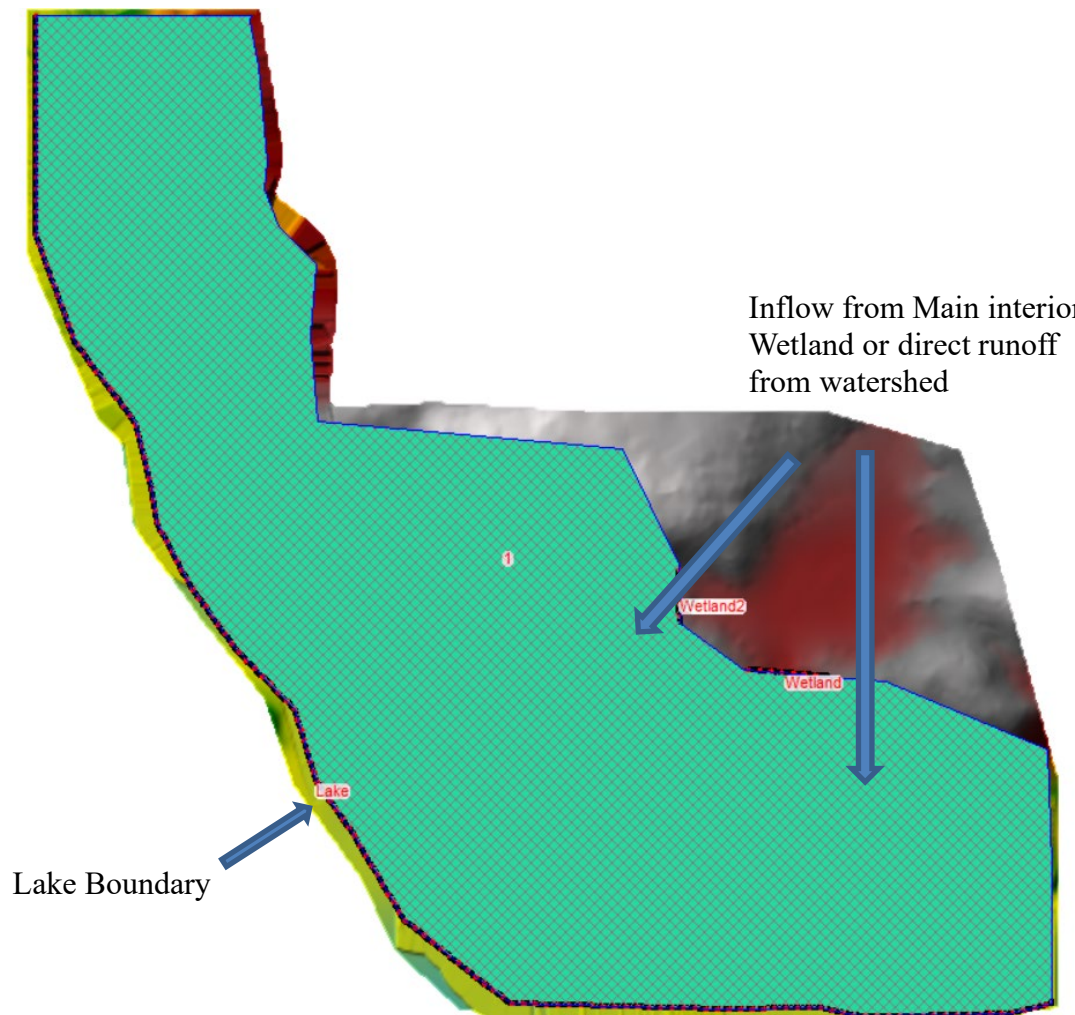 Inflow from Main interior
Wetland or direct runoff
from watershed
1
Wetland2
Wetland
Lake
Lake Boundary